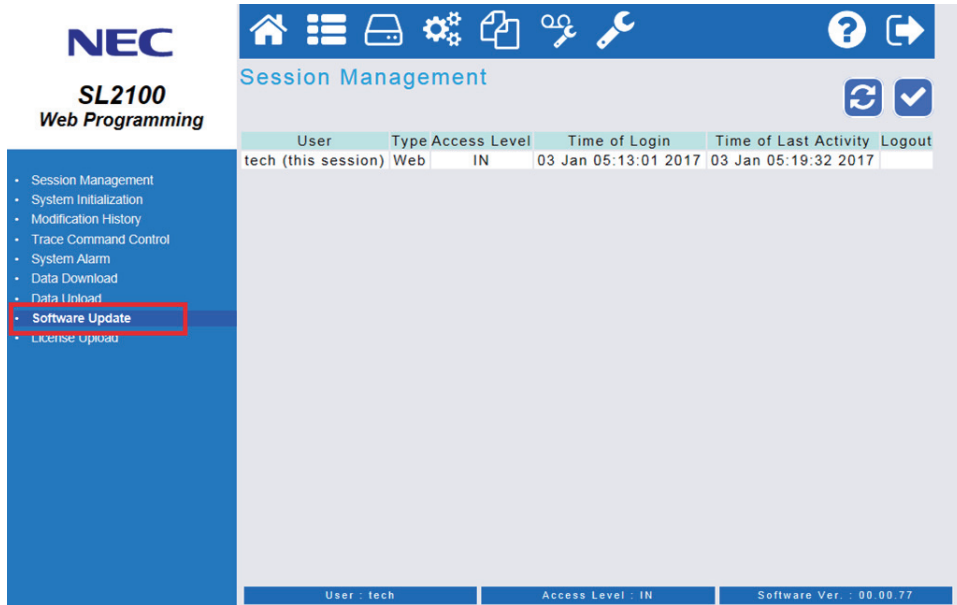 NEC
SL2100
Web Programming
Session Management
System Initialization
Modification History
Trace Command Control
System Alarm
Data Download
Data Upload
Software Update
License Upload
Session Management
User Type Access Level Time of Login Time of Last Activity Logout
tech (this session) Web IN 03 Jan 05:13:01 2017 03 Jan 05:19:32 2017
User : tech Access Level : IN Software Ver. : 00.00.77